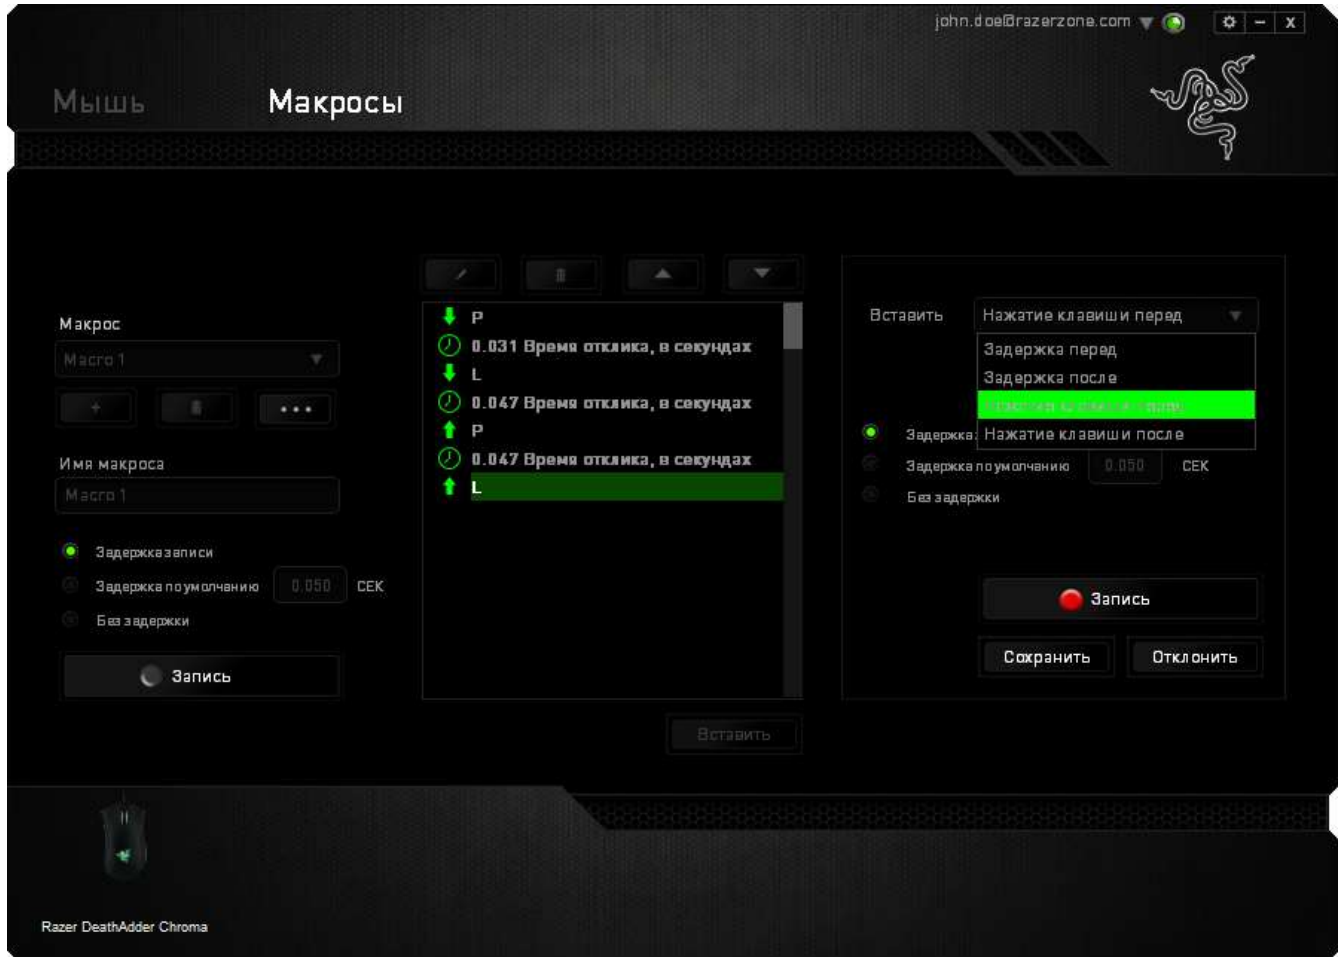 john.doe@razerzone.com
Мышь
Макросы
Макрос
Macro 1
Имя макроса
Macro 1
Задержка записи
Задержка по умолчанию 0.050 СЕК
Без задержки
Запись
P
0.031 Время отклика, в секундах
L
0.047 Время отклика, в секундах
P
0.047 Время отклика, в секундах
L
Вставить
Вставить Нажатие клавиши перед
Задержка перед
Задержка после
Нажатие клавиши перед
Нажатие клавиши после
Задержка
Задержка по умолчанию 0.050 СЕК
Без задержки
Запись
Сохранить Отклонить
Razer DeathAdder Chroma